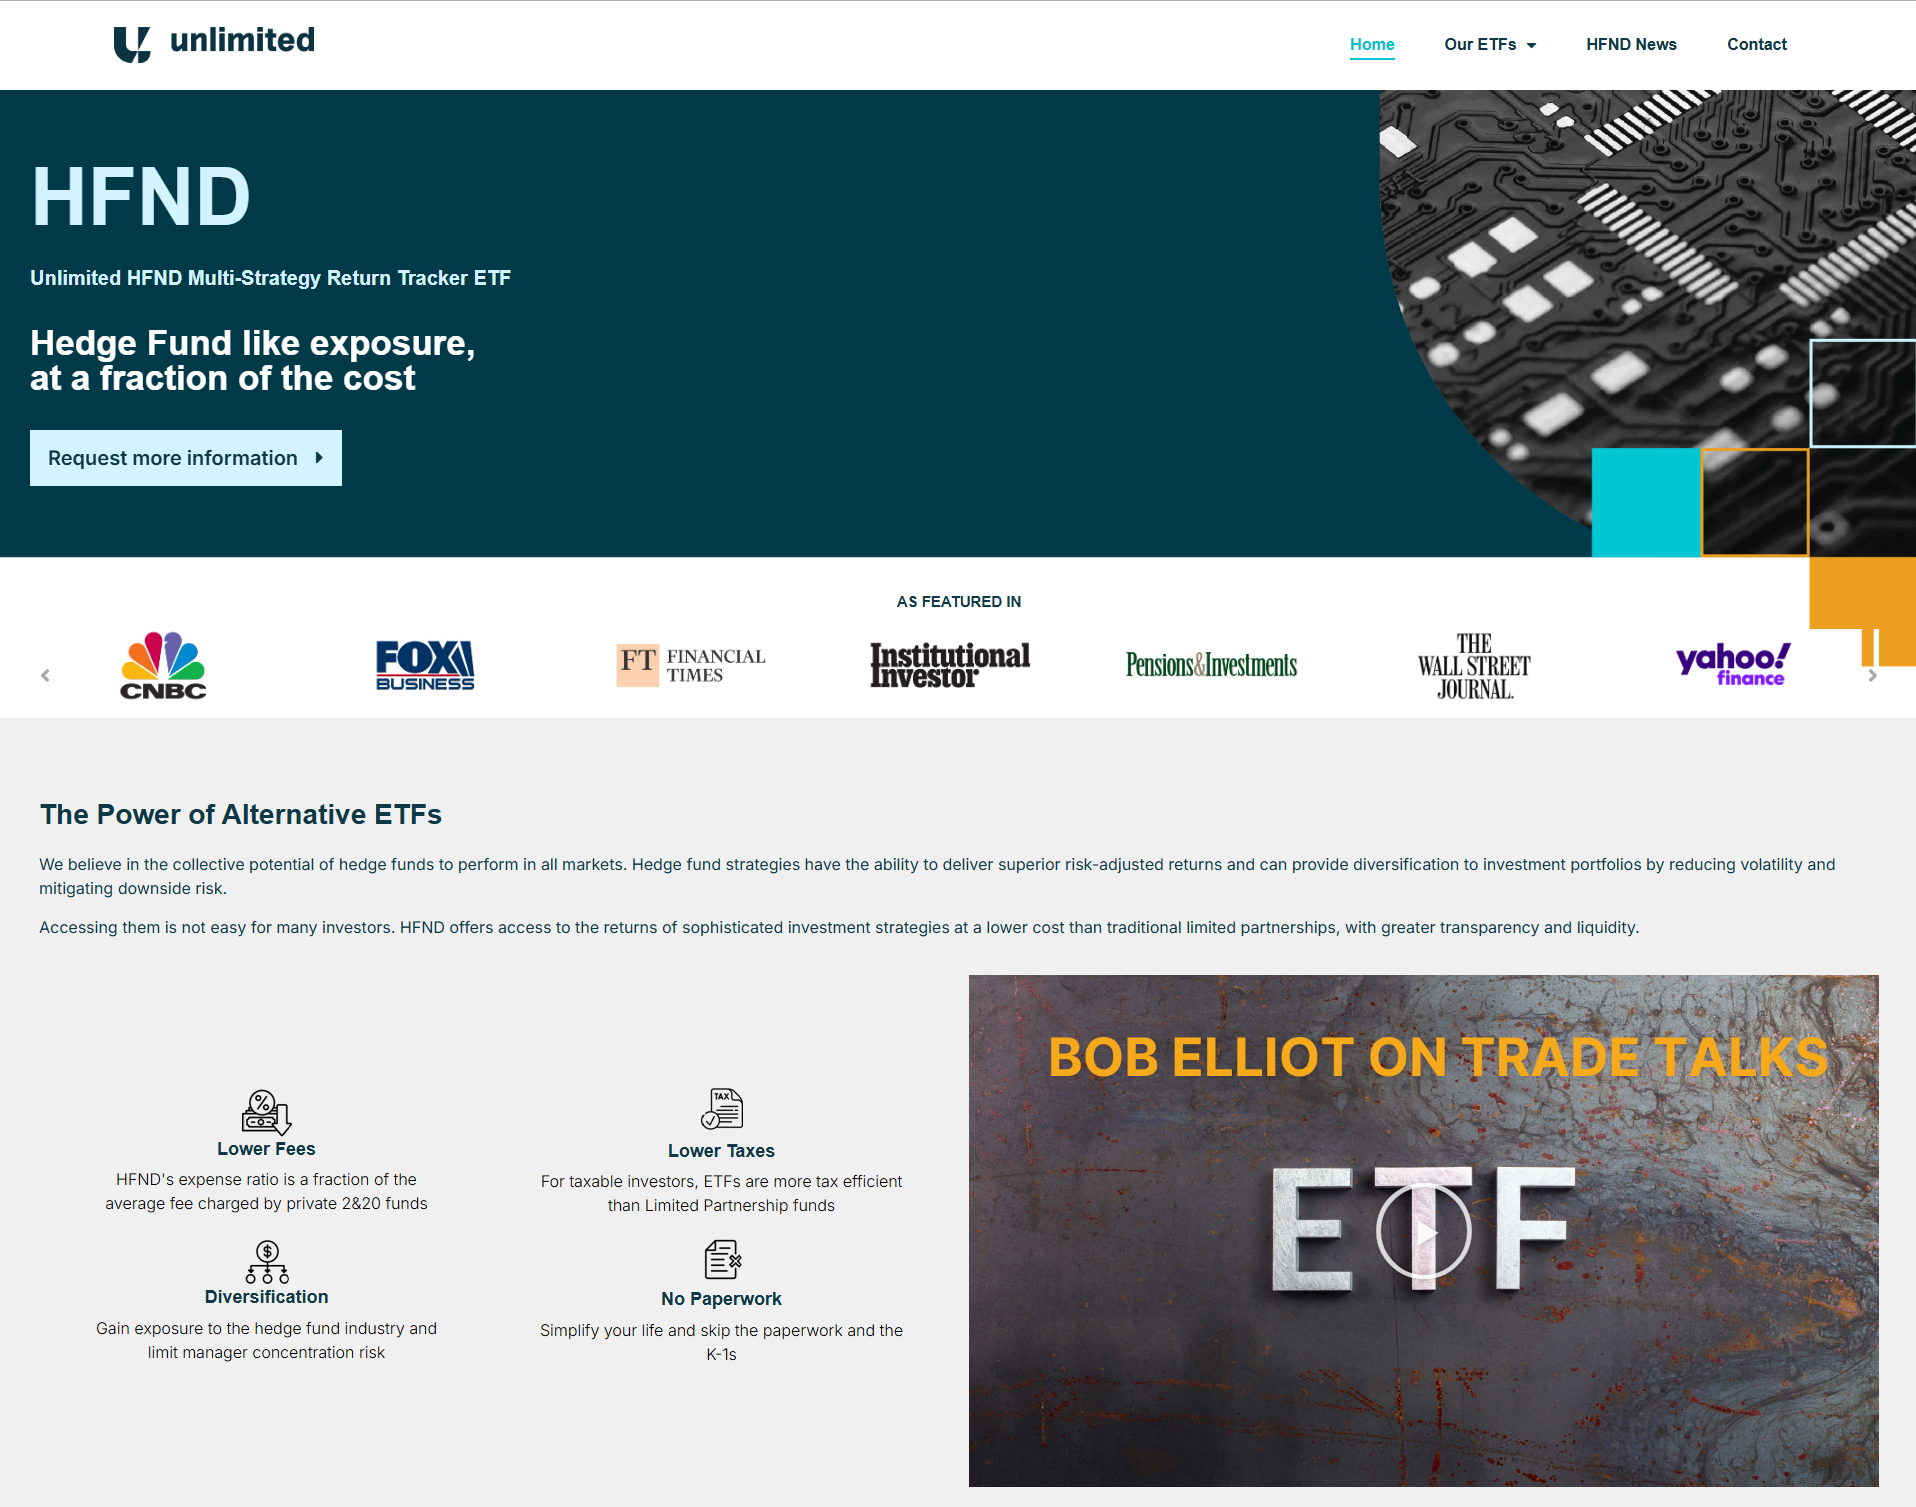 unlimited
Home
Our ETFs
HFND News
Contact
HFND
Unlimited HFND Multi-Strategy Return Tracker ETF
Hedge Fund like exposure,
at a fraction of the cost
Request more information
AS FEATURED IN
CNBC
FOX
BUSINESS
FT FINANCIAL
TIMES
Institutional
Investor
Pensions&Investments
THE
WALL STREET
JOURNAL.
yahoo!
finance
The Power of Alternative ETFs
We believe in the collective potential of hedge funds to perform in all markets. Hedge fund strategies have the ability to deliver superior risk-adjusted returns and can provide diversification to investment portfolios by reducing volatility and
mitigating downside risk.
Accessing them is not easy for many investors. HFND offers access to the returns of sophisticated investment strategies at a lower cost than traditional limited partnerships, with greater transparency and liquidity.
%
Lower Fees
HFND's expense ratio is a fraction of the
average fee charged by private 2&20 funds
TAX
Lower Taxes
For taxable investors, ETFs are more tax efficient
than Limited Partnership funds
$
Diversification
Gain exposure to the hedge fund industry and
limit manager concentration risk
No Paperwork
Simplify your life and skip the paperwork and the
K-1s
BOB ELLIOT ON TRADE TALKS
ETF